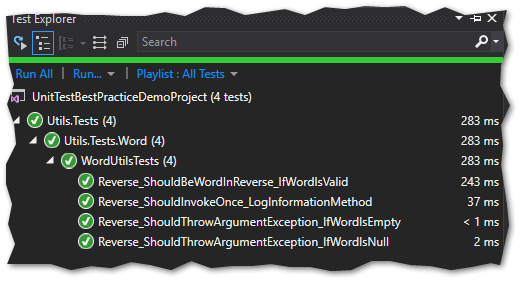 Test Explorer
Search
Run All | Run... Playlist : All Tests
UnitTestBestPracticeDemoProject (4 tests)
Utils.Tests (4) 283 ms
Utils.Tests.Word (4) 283 ms
WordUtilsTests (4) 283 ms
Reverse_ShouldBeWordInReverse_IfWordIsValid 243 ms
Reverse_ShouldInvokeOnce_LogInformationMethod 37 ms
Reverse_ShouldThrowArgumentException_IfWordIsEmpty < 1 ms
Reverse_ShouldThrowArgumentException_IfWordIsNull 2 ms